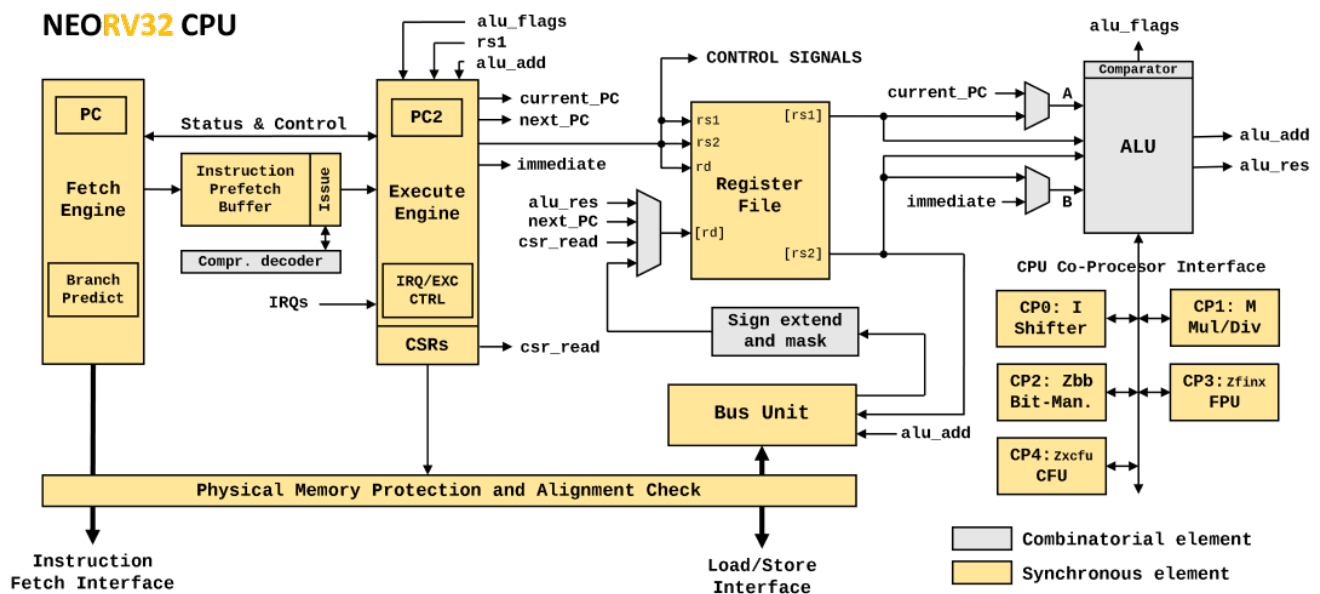 NEORV32 CPU
alu_flags
rs1
alu_add
PC
Fetch
Engine
Branch
Predict
Status & Control
Instruction
Prefetch
Buffer
Issue
Compr. decoder
IRQs
PC2
Execute
Engine
IRQ/EXC
CTRL
CSRs
current_PC
next_PC
immediate
csr_read
CONTROL SIGNALS
alu_res
next_PC
csr_read
rs1
rs2
rd
[rd]
[rs1]
[rs2]
Register
File
Sign extend
and mask
Bus Unit
alu_add
current_PC
A
immediate
B
alu_flags
Comparator
ALU
alu_add
alu_res
CPU Co-Procesor Interface
CP0: I
Shifter
CP1: M
Mul/Div
CP2: Zbb
Bit-Man.
CP3: Zfinx
FPU
CP4: Zxcfu
CFU
Physical Memory Protection and Alignment Check
Instruction
Fetch Interface
Load/Store
Interface
Combinatorial element
Synchronous element